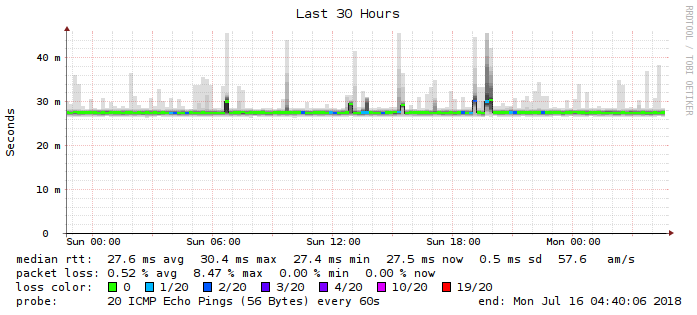 Last 30 Hours
RRDTOOL / TOBI OETIKER
Seconds
40 m
30 m
20 m
10 m
0
Sun 00:00 Sun 06:00 Sun 12:00 Sun 18:00 Mon 00:00
median rtt: 27.6 ms avg 30.4 ms max 27.4 ms min 27.5 ms now 0.5 ms sd 57.6 am/s
packet loss: 0.52 % avg 8.47 % max 0.00 % min 0.00 % now
loss color: 0 1/20 2/20 3/20 4/20 10/20 19/20
probe: 20 ICMP Echo Pings (56 Bytes) every 60s end: Mon Jul 16 04:40:06 2018